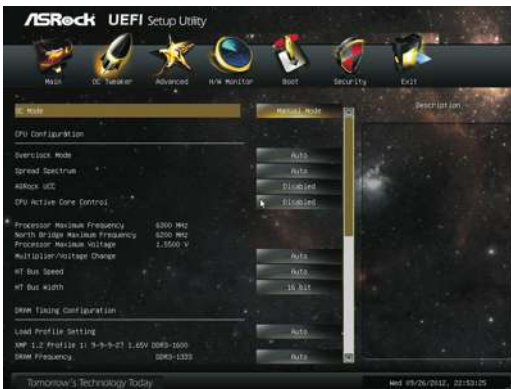 ASRock UEFI Setup Utility
Main OC Tweaker Advanced H/W Monitor Boot Security Exit
OC Mode Manual Mode
Description
CPU Configuration
Overclock Mode Auto
Spread Spectrum Auto
ASRock UCC Disabled
CPU Active Core Control Disabled
Processor Maximum Frequency 6300 MHz
North Bridge Maximum Frequency 6200 MHz
Processor Maximum Voltage 1.5500 V
Multiplier/Voltage Change Auto
HT Bus Speed Auto
HT Bus Width 16 bit
DRAM Timing Configuration
Load Profile Setting Auto
XMP 1.2 Profile 1: 9-9-9-27 1.65V DDR3-1600
DRAM Frequency DDR3-1333 Auto
Tomorrow's Technology Today
Wed 09/26/2012, 22:53:25